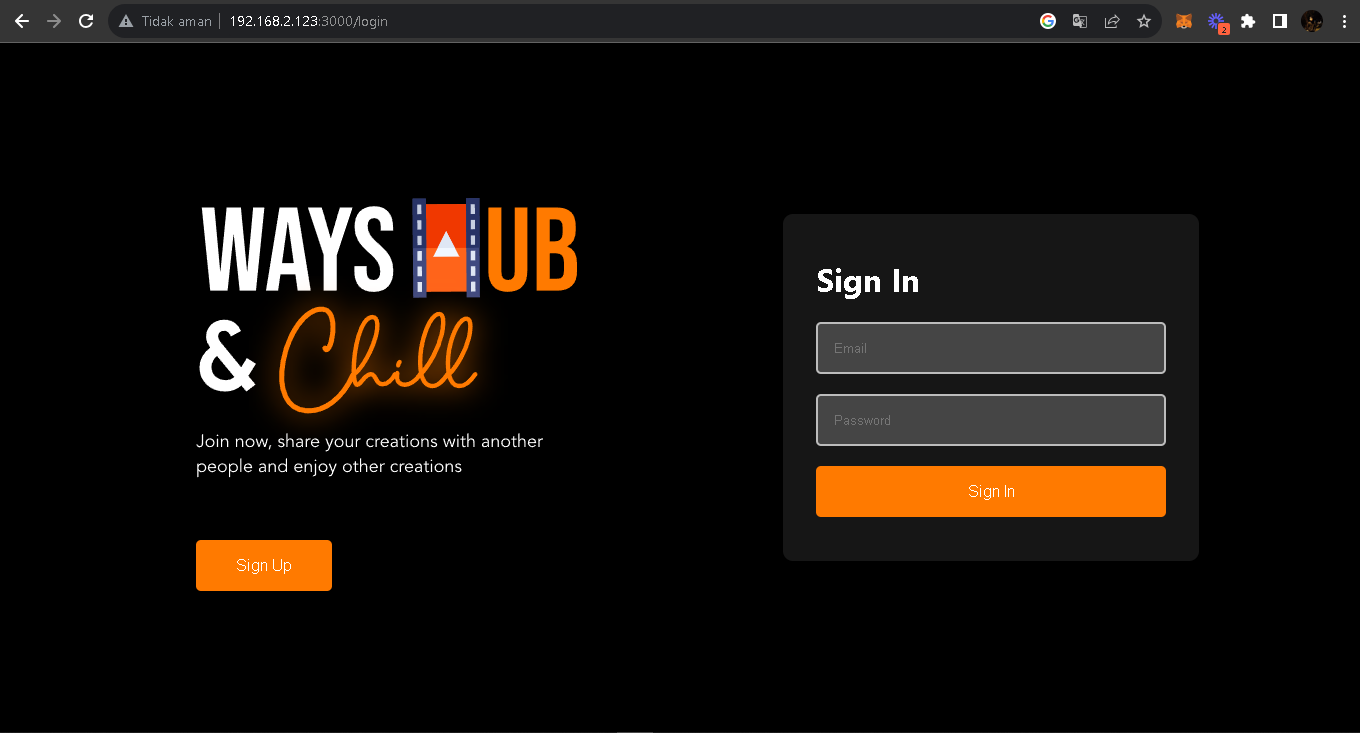 Tidak aman
192.168.2.123:3000/login
2
WAYS HUB
& Chill
Join now, share your creations with another
people and enjoy other creations
Sign Up
Sign In
Email
Password
Sign In